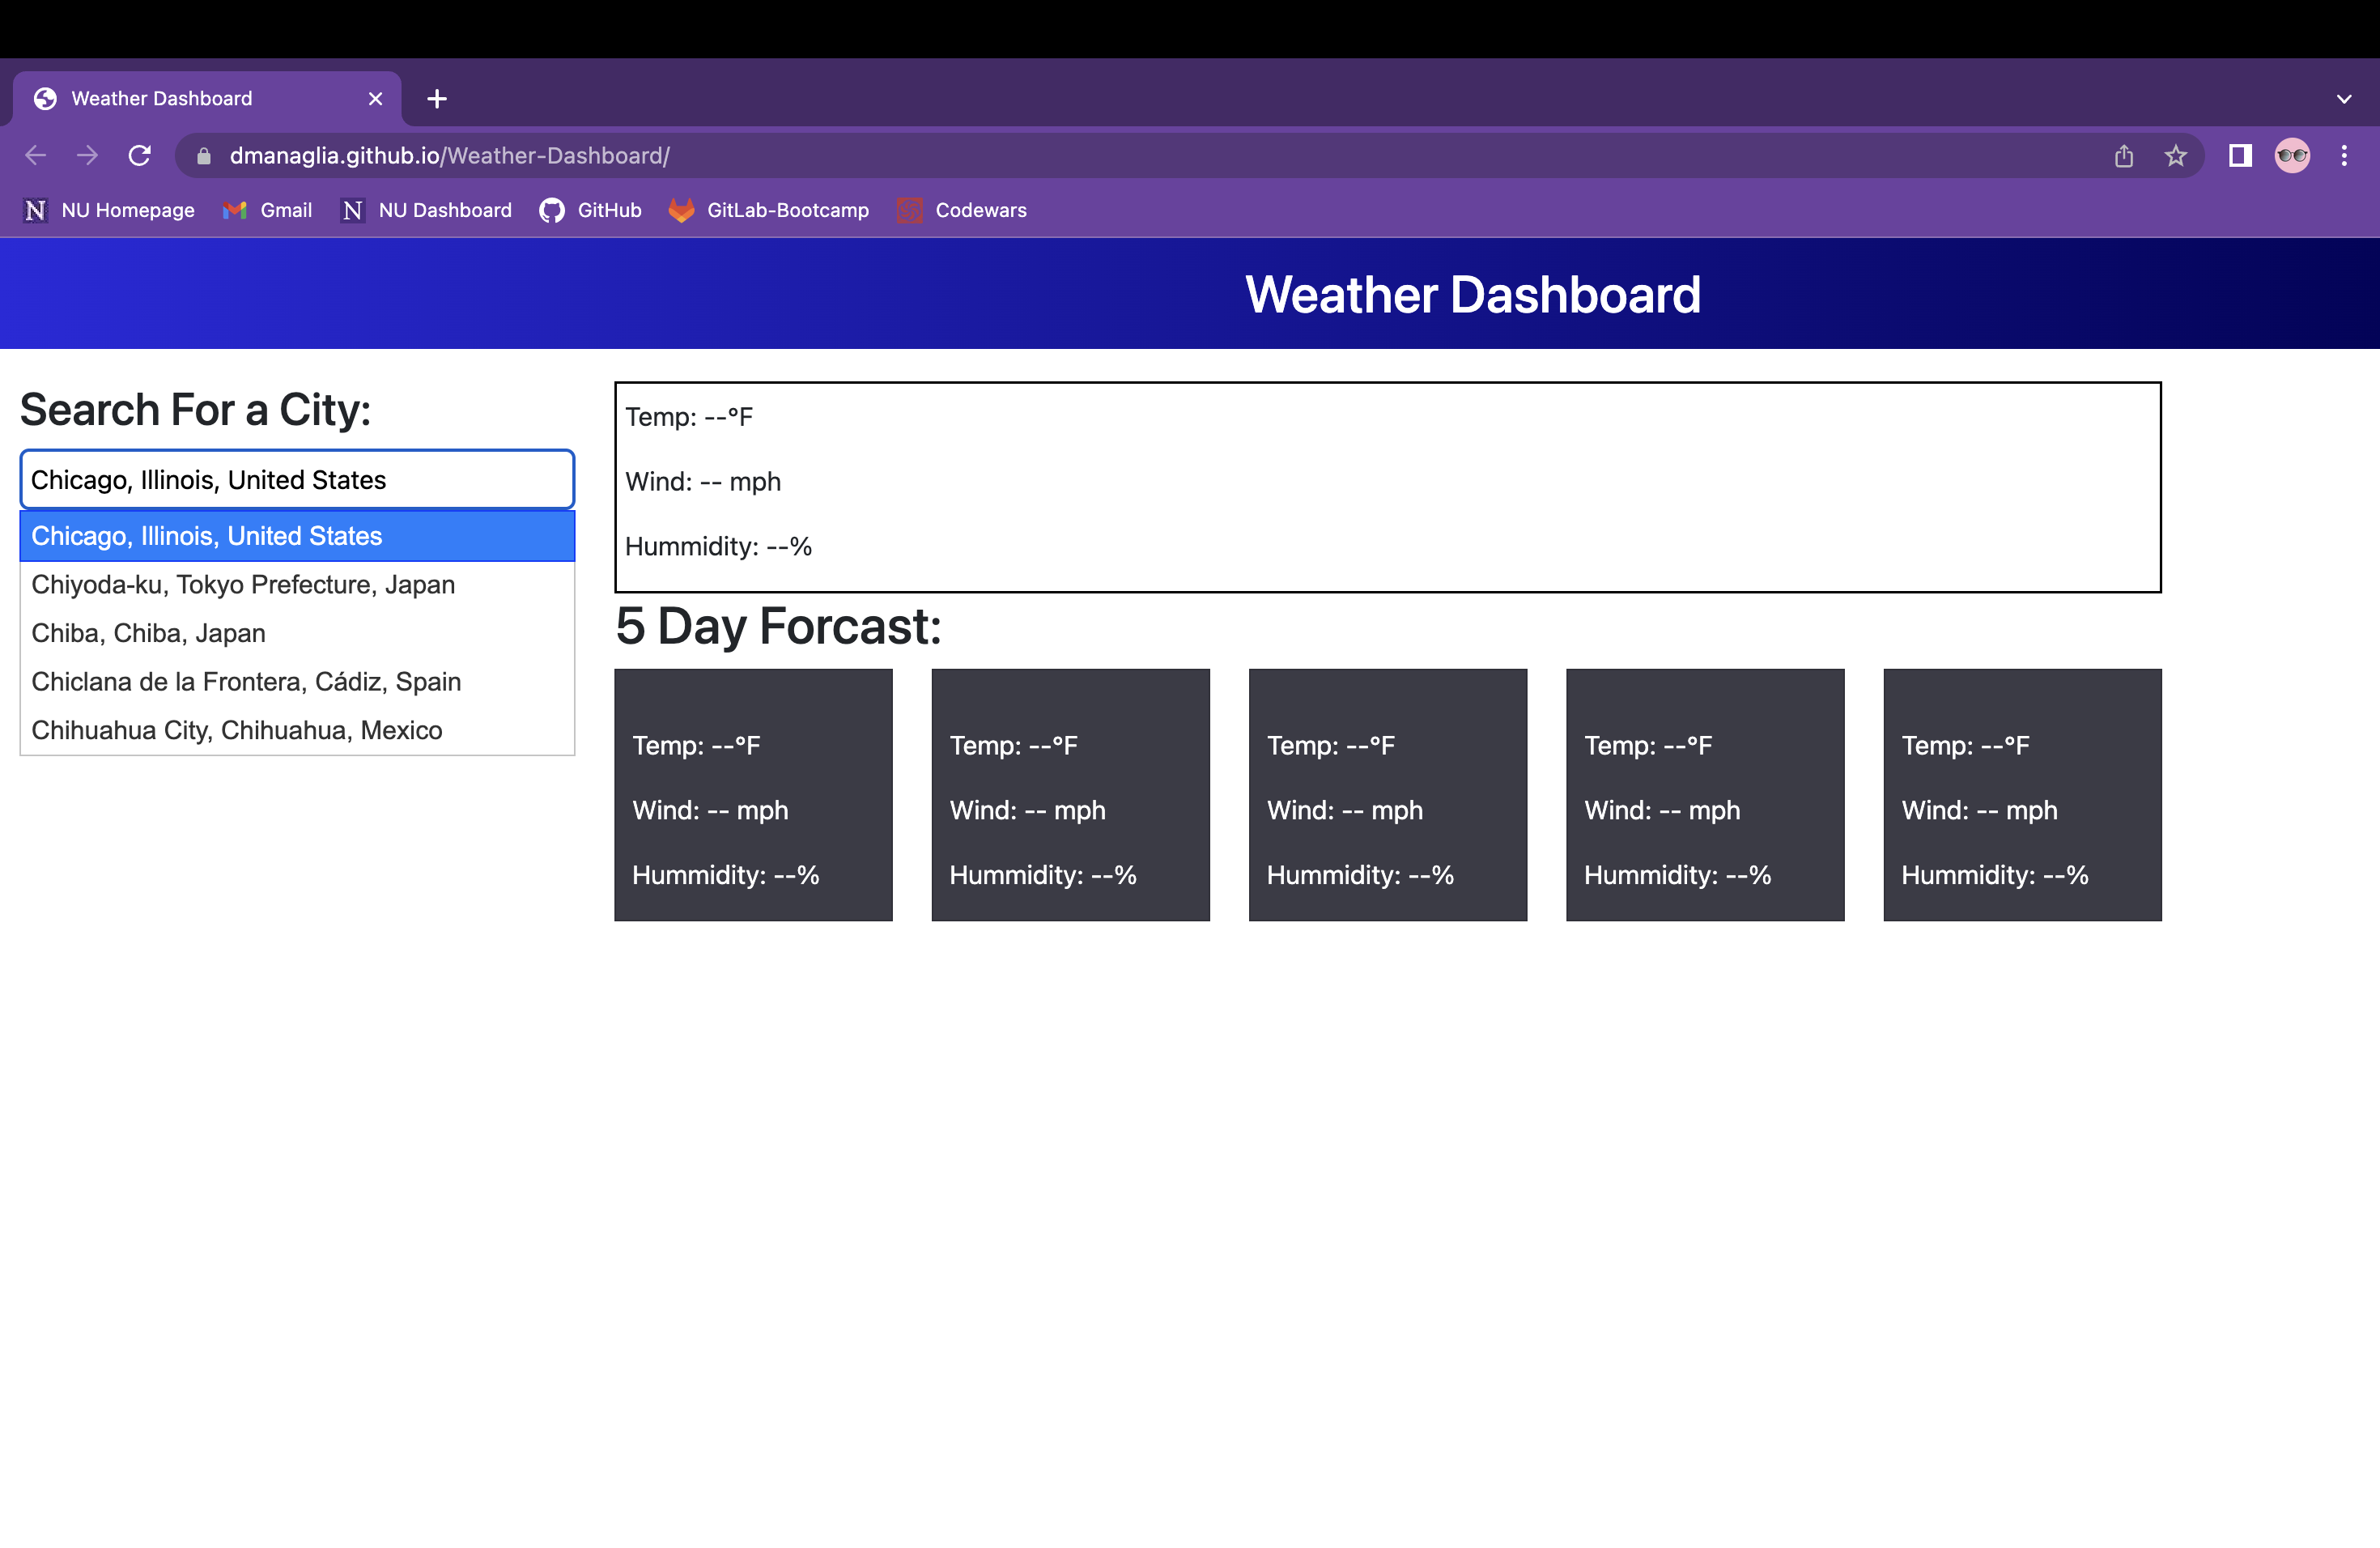 Weather Dashboard
dmanaglia.github.io/Weather-Dashboard/
NU Homepage Gmail NU Dashboard GitHub GitLab-Bootcamp Codewars
Weather Dashboard
Search For a City:
Chicago, Illinois, United States
Chicago, Illinois, United States
Chiyoda-ku, Tokyo Prefecture, Japan
Chiba, Chiba, Japan
Chiclana de la Frontera, Cádiz, Spain
Chihuahua City, Chihuahua, Mexico
Temp: --°F
Wind: -- mph
Hummidity: --%
5 Day Forcast:
Temp: --°F
Wind: -- mph
Hummidity: --%
Temp: --°F
Wind: -- mph
Hummidity: --%
Temp: --°F
Wind: -- mph
Hummidity: --%
Temp: --°F
Wind: -- mph
Hummidity: --%
Temp: --°F
Wind: -- mph
Hummidity: --%